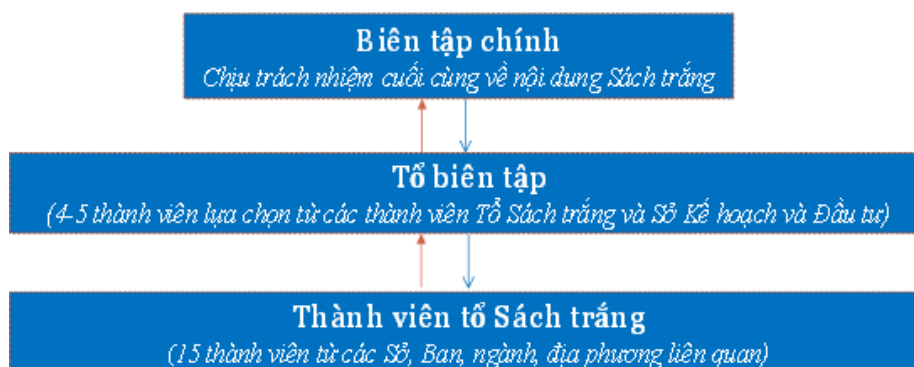 Biên tập chính
Chịu trách nhiệm cuối cùng về nội dung Sách trắng
Tổ biên tập
(4-5 thành viên lựa chọn từ các thành viên Tổ Sách trắng và Sở Kế hoạch và Đầu tư)
Thành viên tổ Sách trắng
(15 thành viên từ các Sở, Ban, ngành, địa phương liên quan)